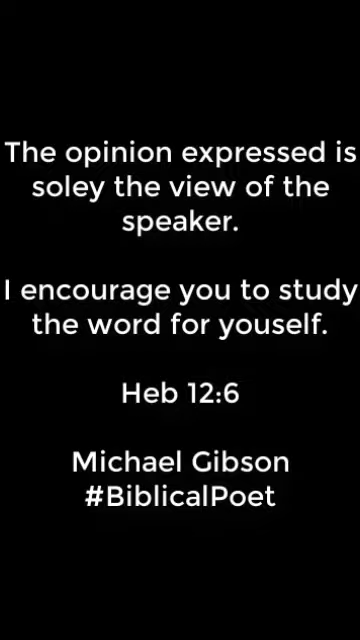 The opinion expressed is
soley the view of the
speaker.
I encourage you to study
the word for youself.
Heb 12:6
Michael Gibson
#BiblicalPoet